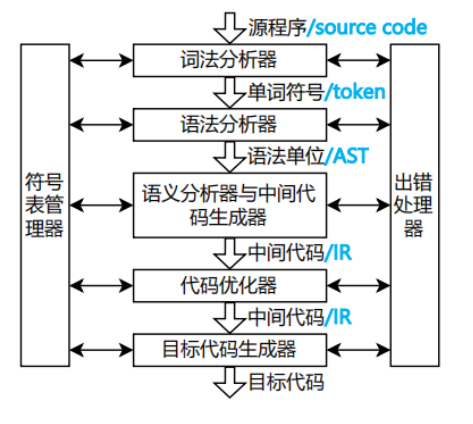 源程序/source code
词法分析器
单词符号/token
语法分析器
语法单位/AST
符号
表管
理器
语义分析器与中间代
码生成器
出错
处理
器
中间代码/IR
代码优化器
中间代码/IR
目标代码生成器
目标代码